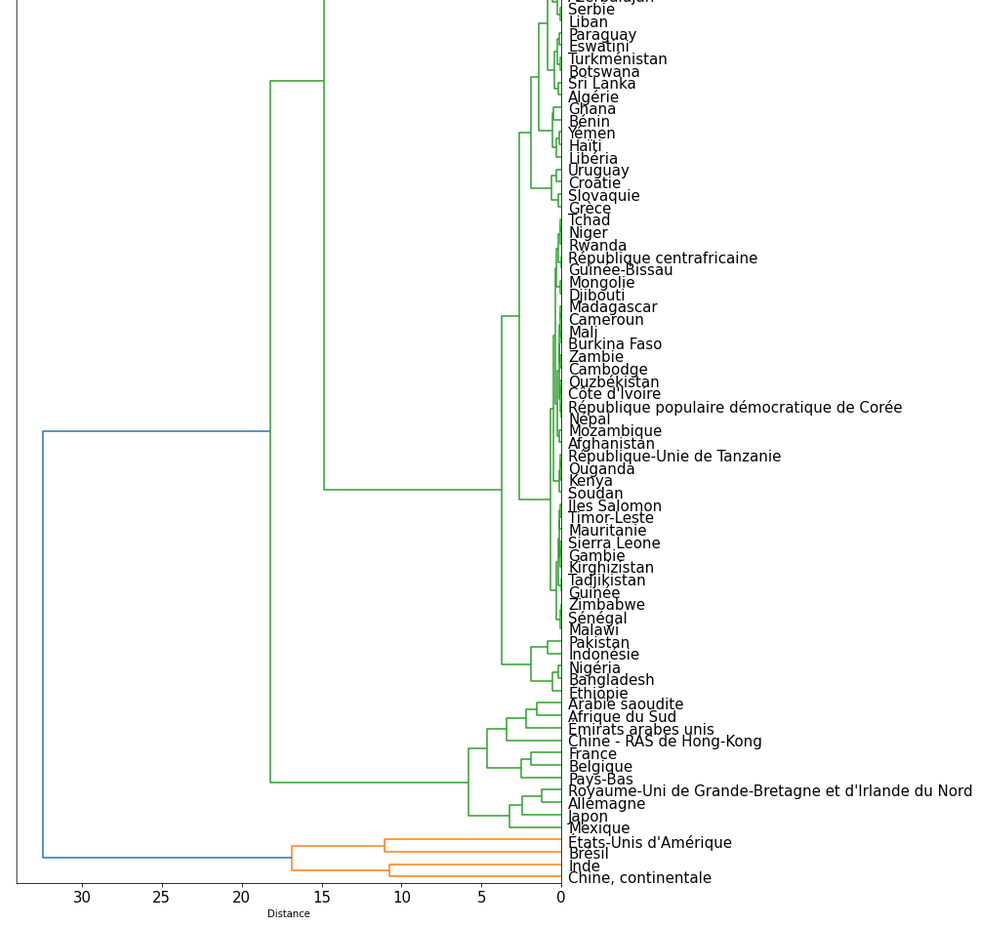 Serbie
Liban
Paraguay
Eswatini
Turkménistan
Botswana
Sri Lanka
Algérie
Ghana
Bénin
Yémen
Haïti
Libéria
Uruguay
Croatie
Slovaquie
Grèce
Tchad
Niger
Rwanda
République centrafricaine
Guinée-Bissau
Mongolie
Djibouti
Madagascar
Cameroun
Mali
Burkina Faso
Zambie
Cambodge
Ouzbékistan
Côte d'Ivoire
République populaire démocratique de Corée
Népal
Mozambique
Afghanistan
République-Unie de Tanzanie
Ouganda
Kenya
Soudan
Îles Salomon
Timor-Leste
Mauritanie
Sierra Leone
Gambie
Kirghizistan
Tadjikistan
Guinée
Zimbabwe
Sénégal
Malawi
Pakistan
Indonésie
Nigéria
Bangladesh
Éthiopie
Arabie saoudite
Afrique du Sud
Émirats arabes unis
Chine - RAS de Hong-Kong
France
Belgique
Pays-Bas
Royaume-Uni de Grande-Bretagne et d'Irlande du Nord
Allemagne
Japon
Mexique
États-Unis d'Amérique
Brésil
Inde
Chine, continentale
30 25 20 15 10 5 0
Distance